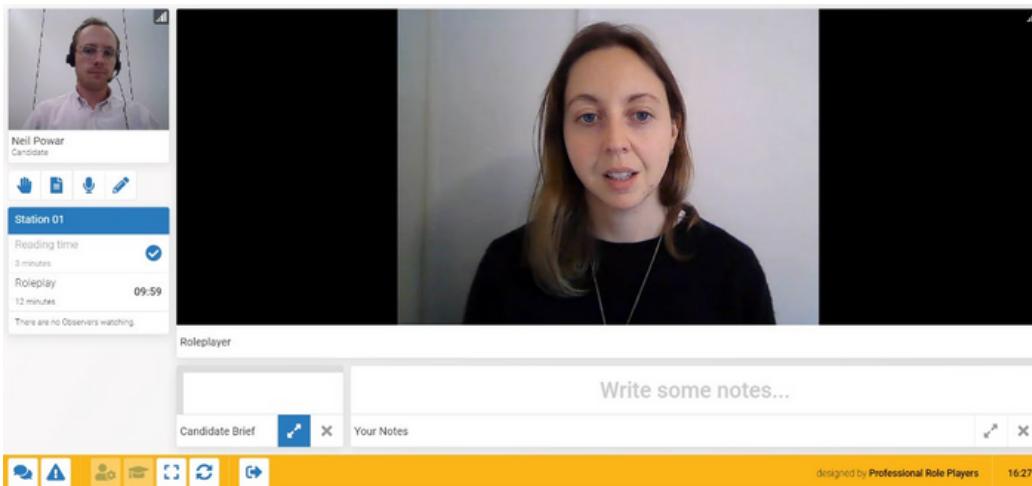 Neil Powar
Candidate
Station 01
Reading time
3 minutes
Roleplay
09:59
12 minutes
There are no Observers watching.
Roleplayer
Write some notes...
Candidate Brief
Your Notes
designed by Professional Role Players
16:27